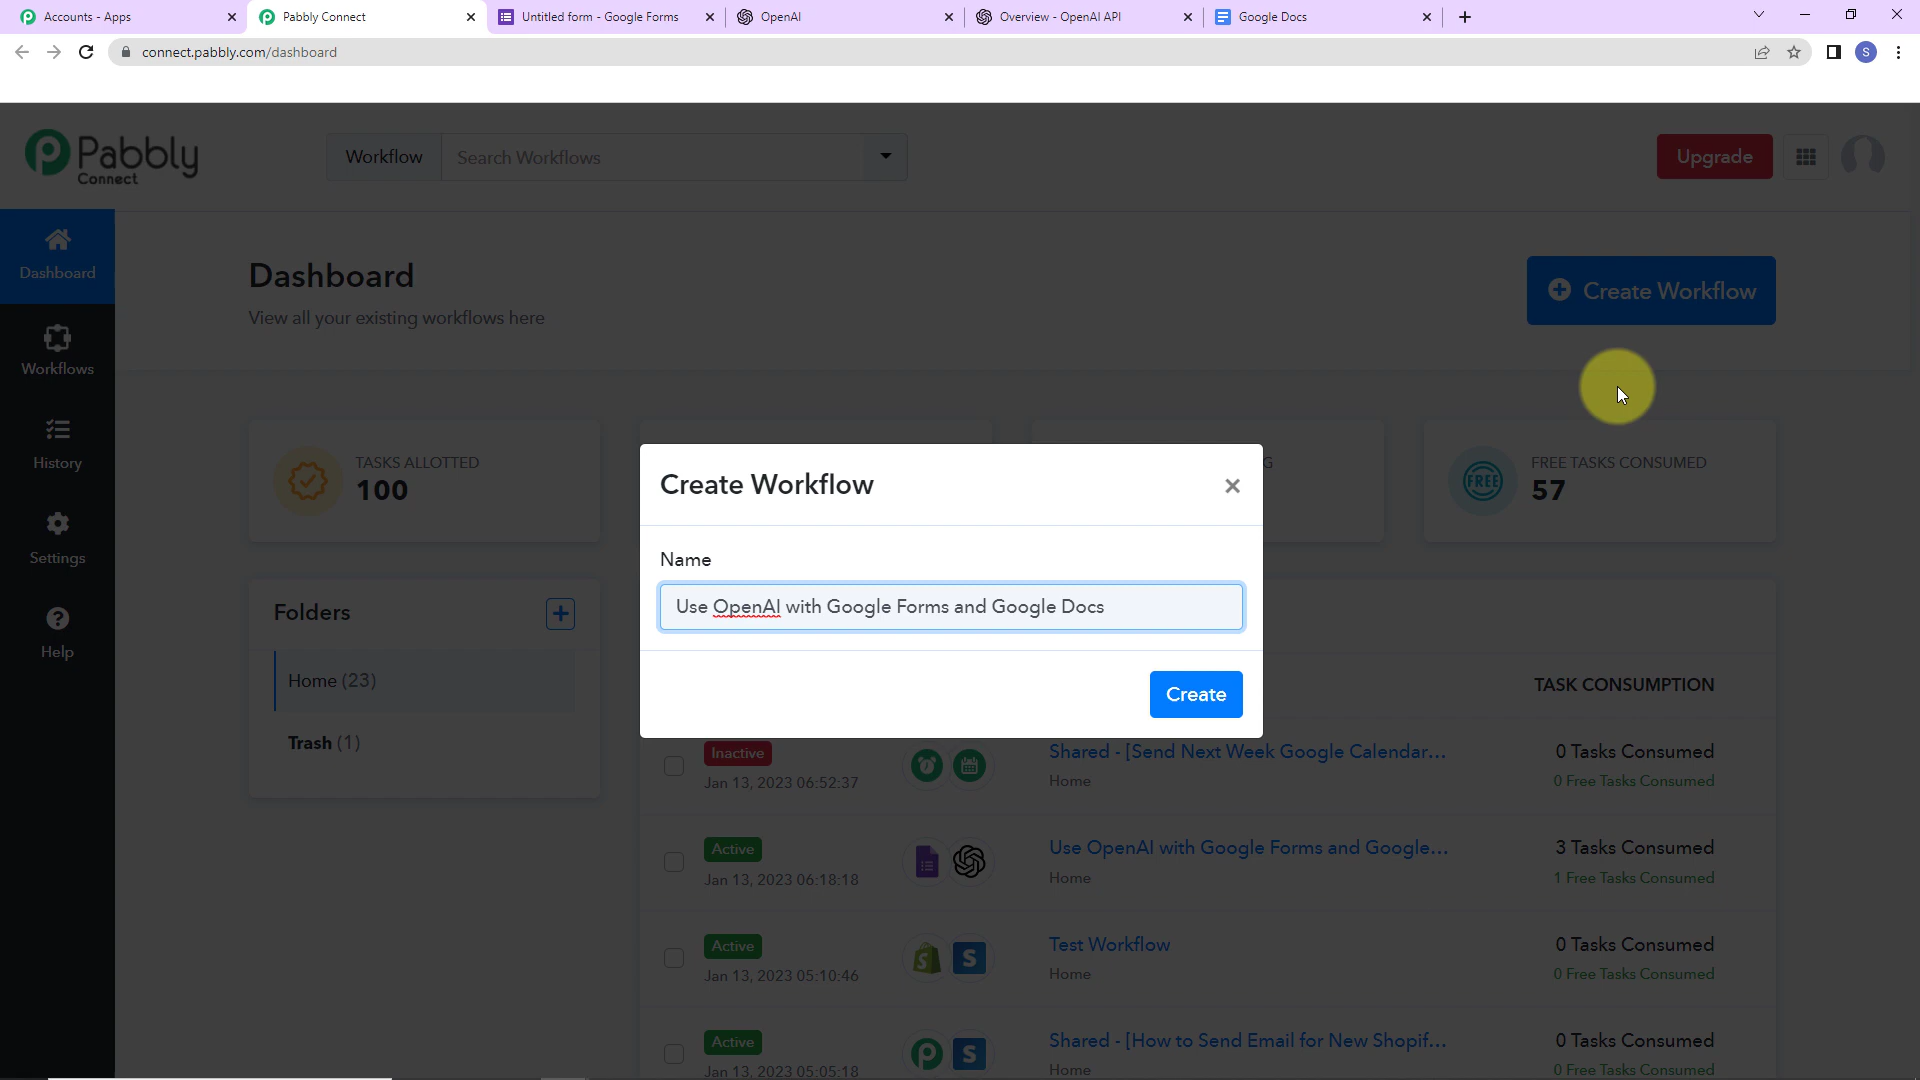 Accounts - Apps
Pabbly Connect
Untitled form - Google Forms
OpenAI
Overview - OpenAI API
Google Docs
connect.pabbly.com/dashboard
S
Pabbly
Connect
Workflow
Search Workflows
Upgrade
Dashboard
Workflows
History
Settings
Help
Dashboard
View all your existing workflows here
Create Workflow
TASKS ALLOTTED
100
G
FREE
FREE TASKS CONSUMED
57
Create Workflow
Name
Use OpenAI with Google Forms and Google Docs
Create
Folders
Home (23)
Trash (1)
TASK CONSUMPTION
Inactive
Jan 13, 2023 06:52:37
Shared - [Send Next Week Google Calendar...
Home
0 Tasks Consumed
0 Free Tasks Consumed
Active
Jan 13, 2023 06:18:18
Use OpenAI with Google Forms and Google...
Home
3 Tasks Consumed
1 Free Tasks Consumed
Active
Jan 13, 2023 05:10:46
S
Test Workflow
Home
0 Tasks Consumed
0 Free Tasks Consumed
Active
Jan 13, 2023 05:05:18
S
Shared - [How to Send Email for New Shopif...
Home
0 Tasks Consumed
0 Free Tasks Consumed